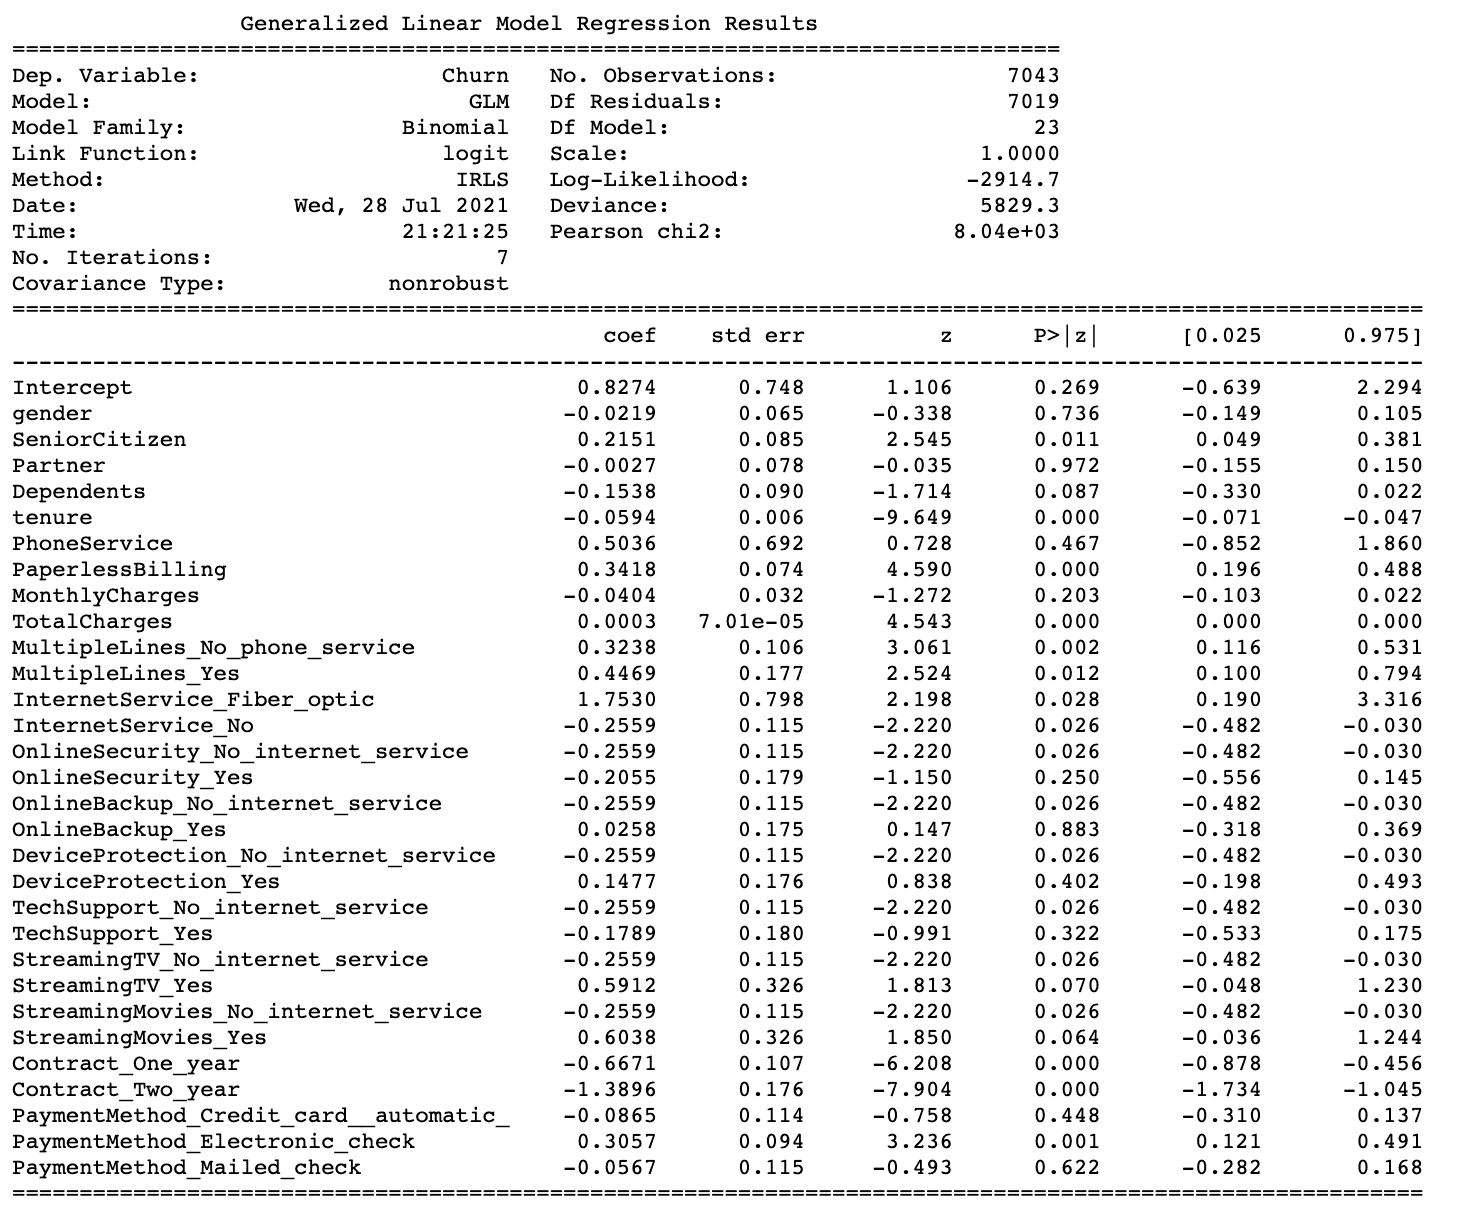 Generalized Linear Model Regression Results
==============================================================================
Dep. Variable: Churn No. Observations: 7043
Model: GLM Df Residuals: 7019
Model Family: Binomial Df Model: 23
Link Function: logit Scale: 1.0000
Method: IRLS Log-Likelihood: -2914.7
Date: Wed, 28 Jul 2021 Deviance: 5829.3
Time: 21:21:25 Pearson chi2: 8.04e+03
No. Iterations: 7
Covariance Type: nonrobust
=========================================================================================================
coef std err z P>|z| [0.025 0.975]
---------------------------------------------------------------------------------------------------------
Intercept 0.8274 0.748 1.106 0.269 -0.639 2.294
gender -0.0219 0.065 -0.338 0.736 -0.149 0.105
SeniorCitizen 0.2151 0.085 2.545 0.011 0.049 0.381
Partner -0.0027 0.078 -0.035 0.972 -0.155 0.150
Dependents -0.1538 0.090 -1.714 0.087 -0.330 0.022
tenure -0.0594 0.006 -9.649 0.000 -0.071 -0.047
PhoneService 0.5036 0.692 0.728 0.467 -0.852 1.860
PaperlessBilling 0.3418 0.074 4.590 0.000 0.196 0.488
MonthlyCharges -0.0404 0.032 -1.272 0.203 -0.103 0.022
TotalCharges 0.0003 7.01e-05 4.543 0.000 0.000 0.000
MultipleLines_No_phone_service 0.3238 0.106 3.061 0.002 0.116 0.531
MultipleLines_Yes 0.4469 0.177 2.524 0.012 0.100 0.794
InternetService_Fiber_optic 1.7530 0.798 2.198 0.028 0.190 3.316
InternetService_No -0.2559 0.115 -2.220 0.026 -0.482 -0.030
OnlineSecurity_No_internet_service -0.2559 0.115 -2.220 0.026 -0.482 -0.030
OnlineSecurity_Yes -0.2055 0.179 -1.150 0.250 -0.556 0.145
OnlineBackup_No_internet_service -0.2559 0.115 -2.220 0.026 -0.482 -0.030
OnlineBackup_Yes 0.0258 0.175 0.147 0.883 -0.318 0.369
DeviceProtection_No_internet_service -0.2559 0.115 -2.220 0.026 -0.482 -0.030
DeviceProtection_Yes 0.1477 0.176 0.838 0.402 -0.198 0.493
TechSupport_No_internet_service -0.2559 0.115 -2.220 0.026 -0.482 -0.030
TechSupport_Yes -0.1789 0.180 -0.991 0.322 -0.533 0.175
StreamingTV_No_internet_service -0.2559 0.115 -2.220 0.026 -0.482 -0.030
StreamingTV_Yes 0.5912 0.326 1.813 0.070 -0.048 1.230
StreamingMovies_No_internet_service -0.2559 0.115 -2.220 0.026 -0.482 -0.030
StreamingMovies_Yes 0.6038 0.326 1.850 0.064 -0.036 1.244
Contract_One_year -0.6671 0.107 -6.208 0.000 -0.878 -0.456
Contract_Two_year -1.3896 0.176 -7.904 0.000 -1.734 -1.045
PaymentMethod_Credit_card__automatic_ -0.0865 0.114 -0.758 0.448 -0.310 0.137
PaymentMethod_Electronic_check 0.3057 0.094 3.236 0.001 0.121 0.491
PaymentMethod_Mailed_check -0.0567 0.115 -0.493 0.622 -0.282 0.168
=========================================================================================================